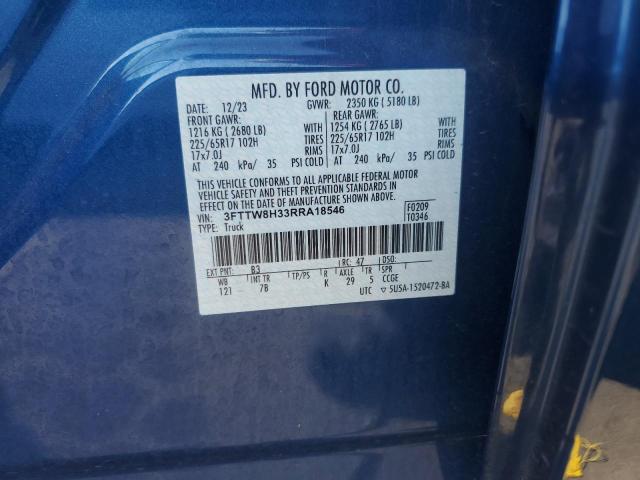 MFD. BY FORD MOTOR CO.
DATE: 12/23 GVWR: 2350 KG ( 5180 LB)
FRONT GAWR: REAR GAWR:
1216 KG ( 2680 LB) 1254 KG ( 2765 LB)
225/65R17 102H TIRES 225/65R17 102H TIRES
17x7.0J RIMS 17x7.0J RIMS
AT 240 kPa/ 35 PSI COLD AT 240 kPa/ 35 PSI COLD
THIS VEHICLE CONFORMS TO ALL APPLICABLE FEDERAL MOTOR
VEHICLE SAFETY AND THEFT PREVENTION STANDARDS IN
EFFECT ON THE DATE OF MANUFACTURE SHOWN ABOVE.
VIN: 3FTTW8H33RRA18546 F0209
TYPE: Truck T0346
EXT PNT: B3 RC: 47 DSO:
WB INT TR TP/PS R AXLE TR SPR
121 7B K 29 5 CCGE
UTC ▽ 5U5A-1520472-BA